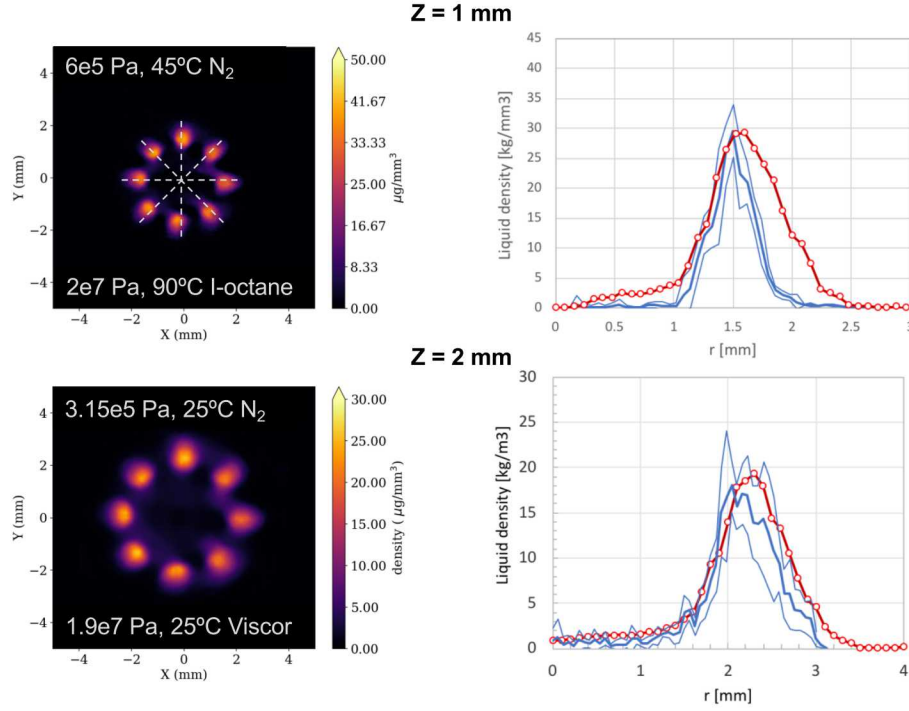 Z = 1 mm
6e5 Pa, 45ºC N₂
2e7 Pa, 90ºC I-octane
Y (mm)
4
2
0
−2
−4
−4 −2 0 2 4
X (mm)
50.00
41.67
33.33
25.00
16.67
8.33
0.00
µg/mm³
Liquid density [kg/mm3]
45
40
35
30
25
20
15
10
5
0
0 0.5 1 1.5 2 2.5 3
r [mm]
Z = 2 mm
3.15e5 Pa, 25ºC N₂
1.9e7 Pa, 25ºC Viscor
Y (mm)
4
2
0
−2
−4
−4 −2 0 2 4
X (mm)
30.00
25.00
20.00
15.00
10.00
5.00
0.00
density ( µg/mm³)
Liquid density [kg/m3]
30
25
20
15
10
5
0
0 1 2 3 4
r [mm]